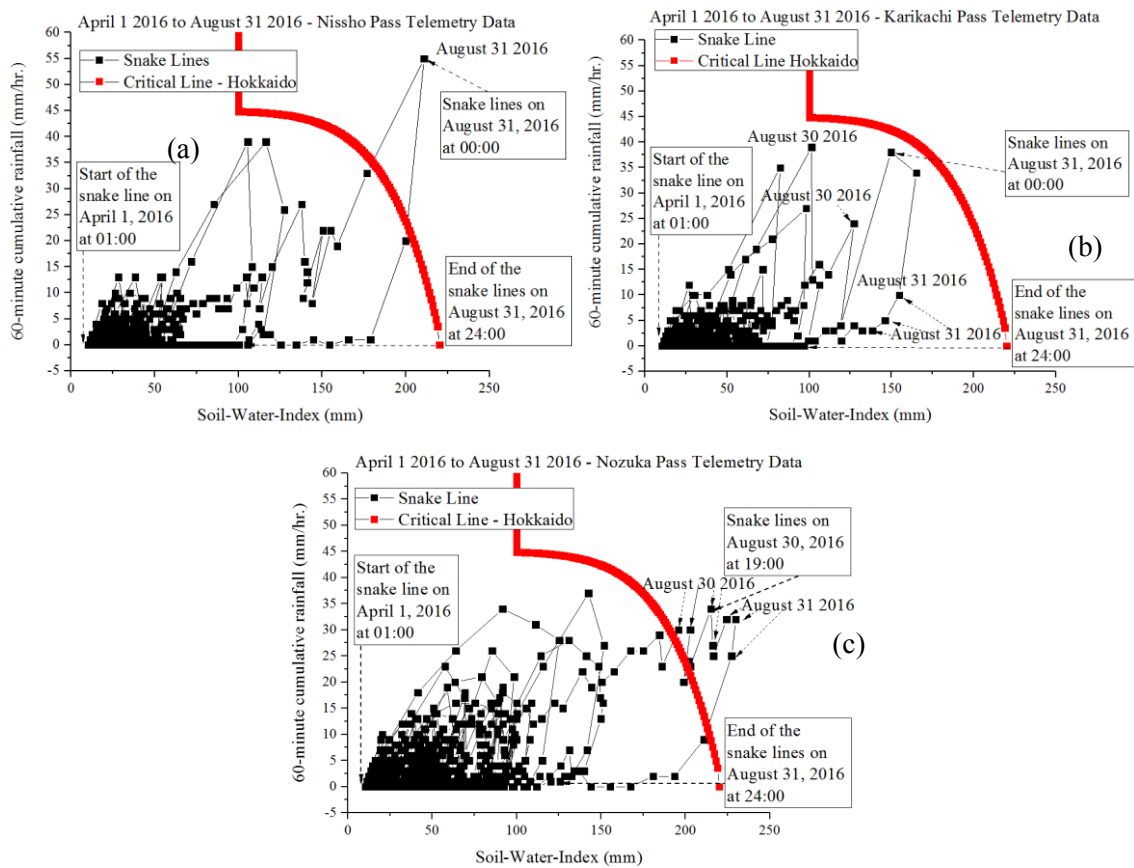 April 1 2016 to August 31 2016 - Nissho Pass Telemetry Data
60
55
50
45
40
35
30
25
20
15
10
5
0
-5
60-minute cumulative rainfall (mm/hr.)
Snake Lines
Critical Line - Hokkaido
August 31 2016
Snake lines on
August 31, 2016
at 00:00
(a)
Start of the
snake line on
April 1, 2016
at 01:00
End of the
snake lines on
August 31, 2016
at 24:00
0 50 100 150 200 250
Soil-Water-Index (mm)
April 1 2016 to August 31 2016 - Karikachi Pass Telemetry Data
60
55
50
45
40
35
30
25
20
15
10
5
0
-5
60-minute cumulative rainfall (mm/hr.)
Snake Line
Critical Line Hokkaido
August 30 2016
Snake lines on
August 31, 2016
at 00:00
Start of the
snake line on
April 1, 2016
at 01:00
August 30 2016
(b)
August 31 2016
End of the
snake lines on
August 31, 2016
at 24:00
August 31 2016
0 50 100 150 200 250
Soil-Water-Index (mm)
April 1 2016 to August 31 2016 - Nozuka Pass Telemetry Data
60
55
50
45
40
35
30
25
20
15
10
5
0
-5
60-minute cumulative rainfall (mm/hr.)
Snake Line
Critical Line - Hokkaido
Snake lines on
August 30, 2016
at 19:00
Start of the
snake line on
April 1, 2016
at 01:00
August 30 2016
August 31 2016
(c)
End of the
snake lines on
August 31, 2016
at 24:00
0 50 100 150 200 250
Soil-Water-Index (mm)